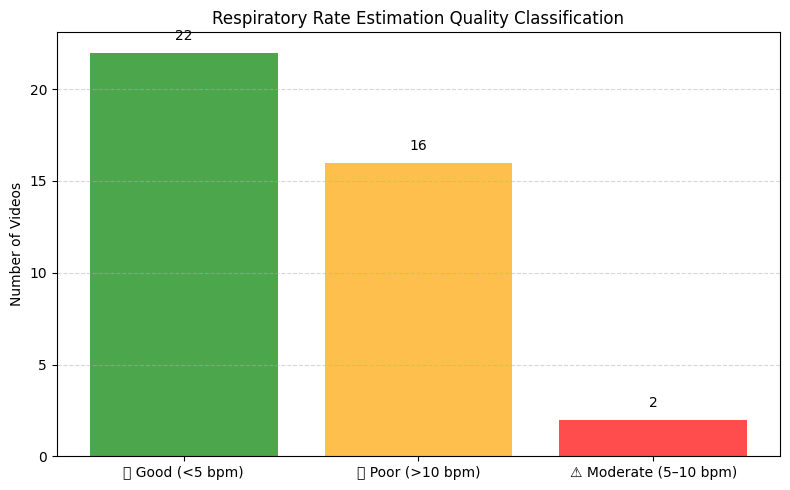 Respiratory Rate Estimation Quality Classification
22
16
2
20
15
10
5
0
Number of Videos
▯ Good (<5 bpm)
▯ Poor (>10 bpm)
⚠ Moderate (5–10 bpm)